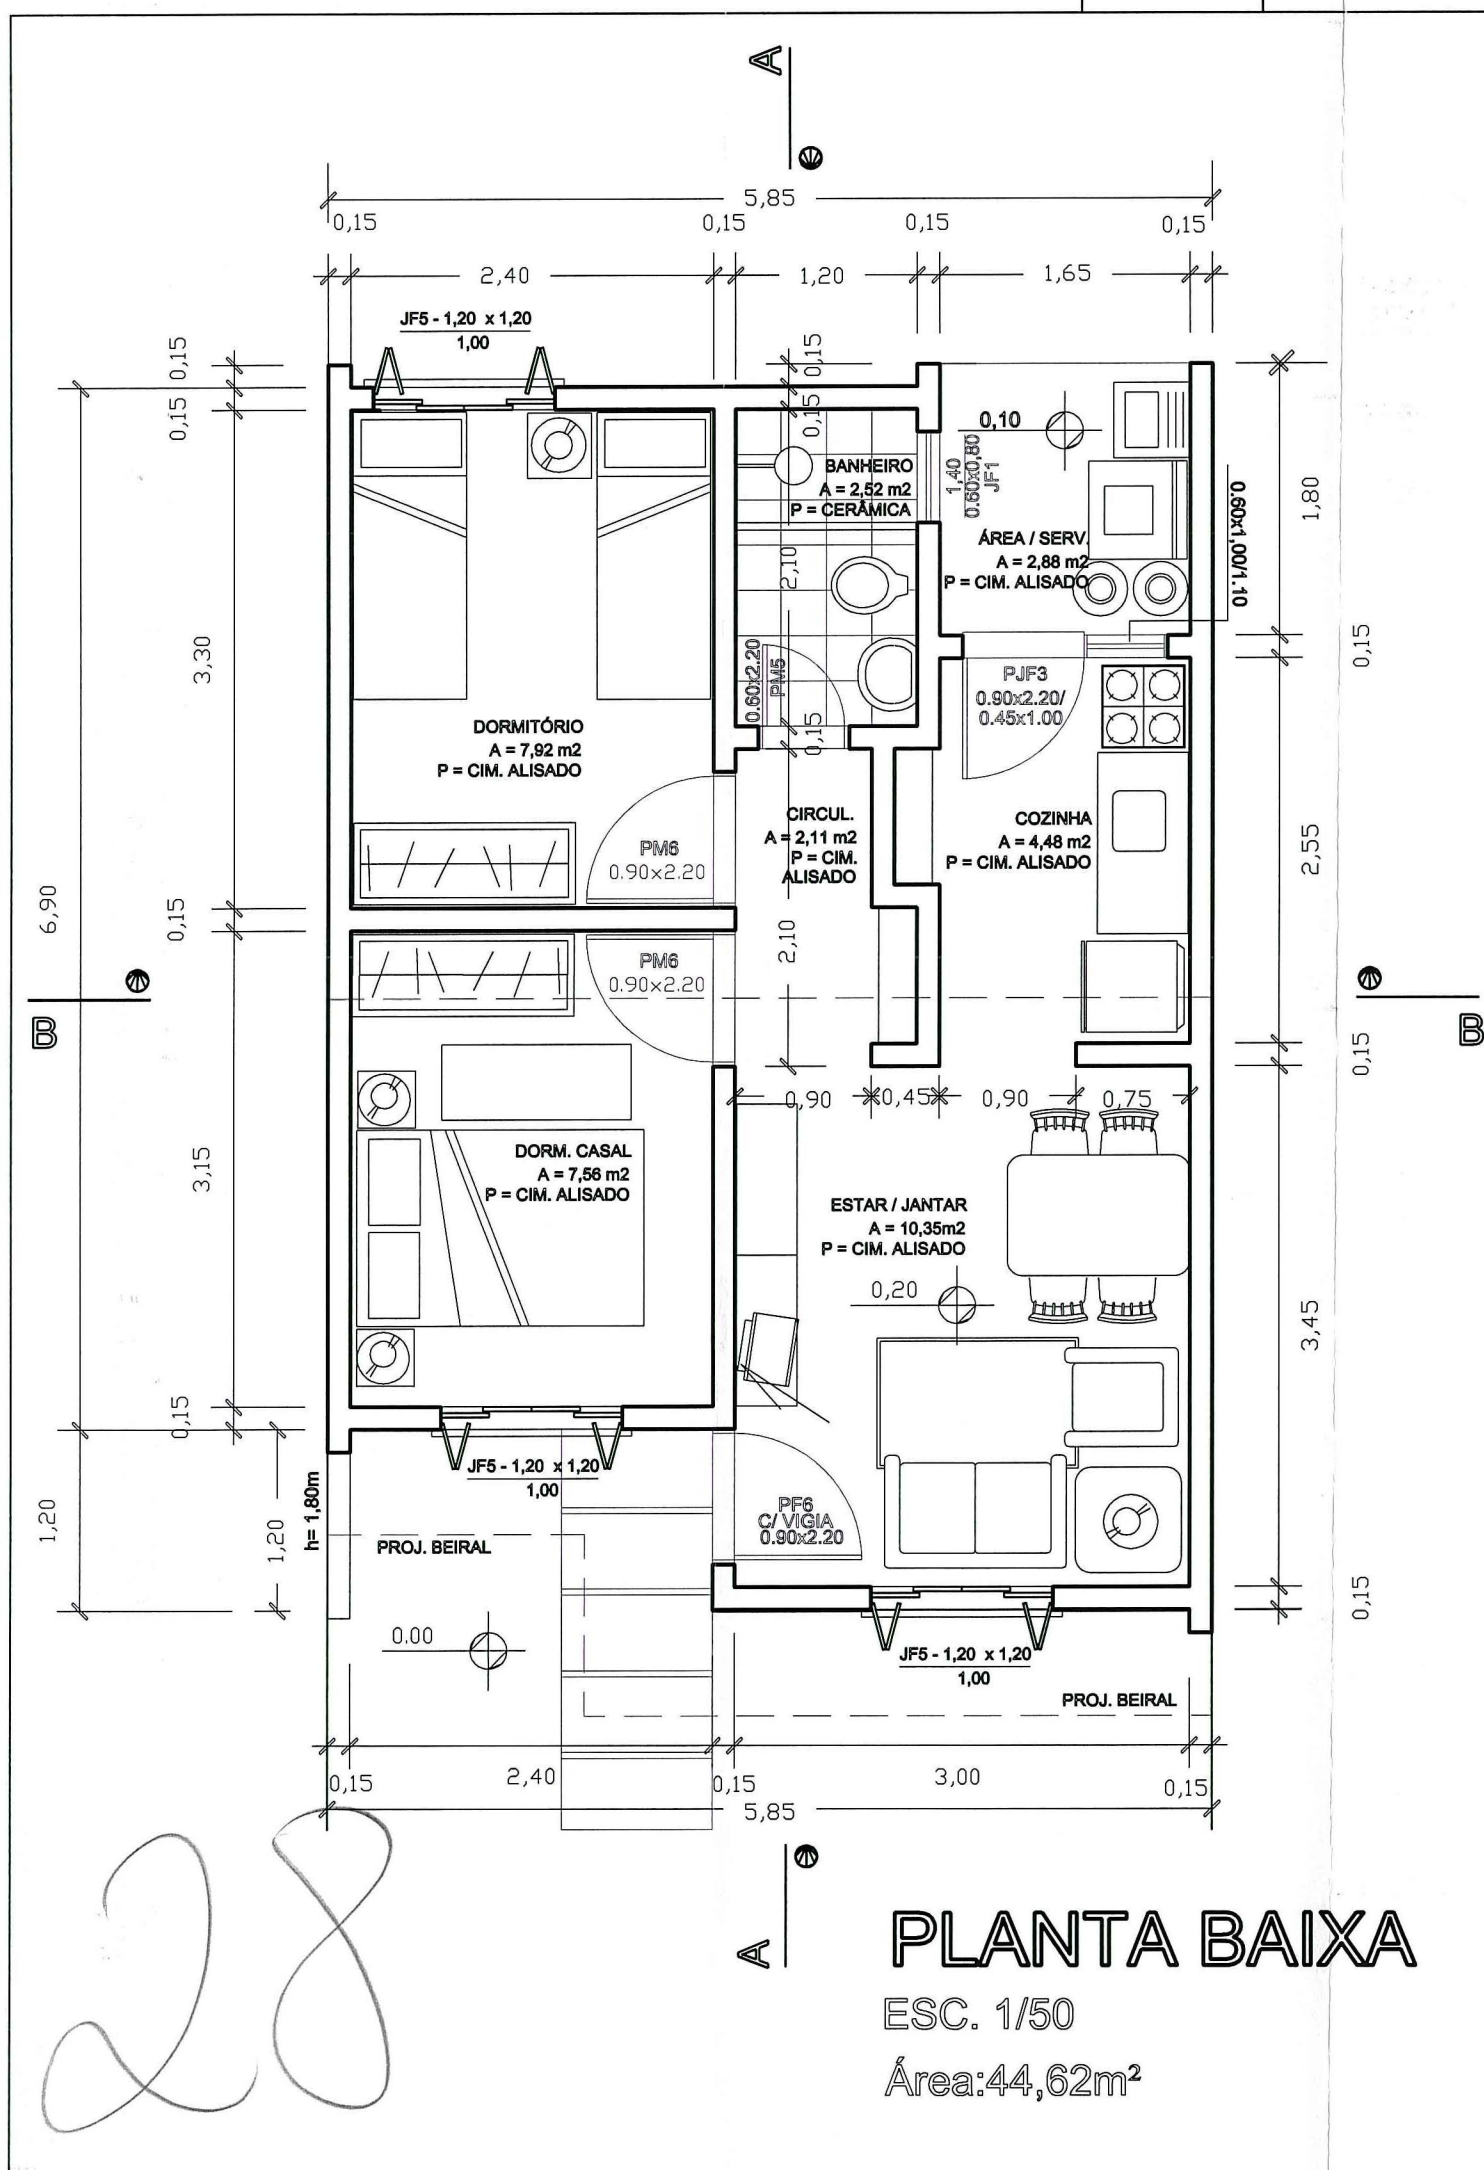 A
5,85
0,15
0,15
0,15
0,15
2,40
1,20
1,65
JF5 - 1,20 x 1,20
1,00
0,15
0,15
0,15
0,15
0,10
1,40
0.60x0.80
JF1
BANHEIRO
A = 2,52 m2
P = CERÂMICA
1,80
0.60x1,00/1.10
ÁREA / SERV.
A = 2,88 m2
P = CIM. ALISADO
2,10
3,30
0.60x2.20
PM5
0,15
0,15
PJF3
0.90x2.20/
0.45x1.00
DORMITÓRIO
A = 7,92 m2
P = CIM. ALISADO
CIRCUL.
A = 2,11 m2
P = CIM.
ALISADO
COZINHA
A = 4,48 m2
P = CIM. ALISADO
2,55
PM6
0.90x2.20
6,90
0,15
2,10
PM6
0.90x2.20
B
B
0,15
0,90
0,45
0,90
0,75
3,15
DORM. CASAL
A = 7,56 m2
P = CIM. ALISADO
ESTAR / JANTAR
A = 10,35m2
P = CIM. ALISADO
0,20
3,45
0,15
JF5 - 1,20 x 1,20
1,00
h= 1,80m
1,20
1,20
PF6
C/ VIGIA
0.90x2.20
PROJ. BEIRAL
0,15
0.00
JF5 - 1,20 x 1,20
1,00
PROJ. BEIRAL
0,15
2,40
0,15
3,00
0,15
5,85
28
A
PLANTA BAIXA
ESC. 1/50
Área:44,62m²